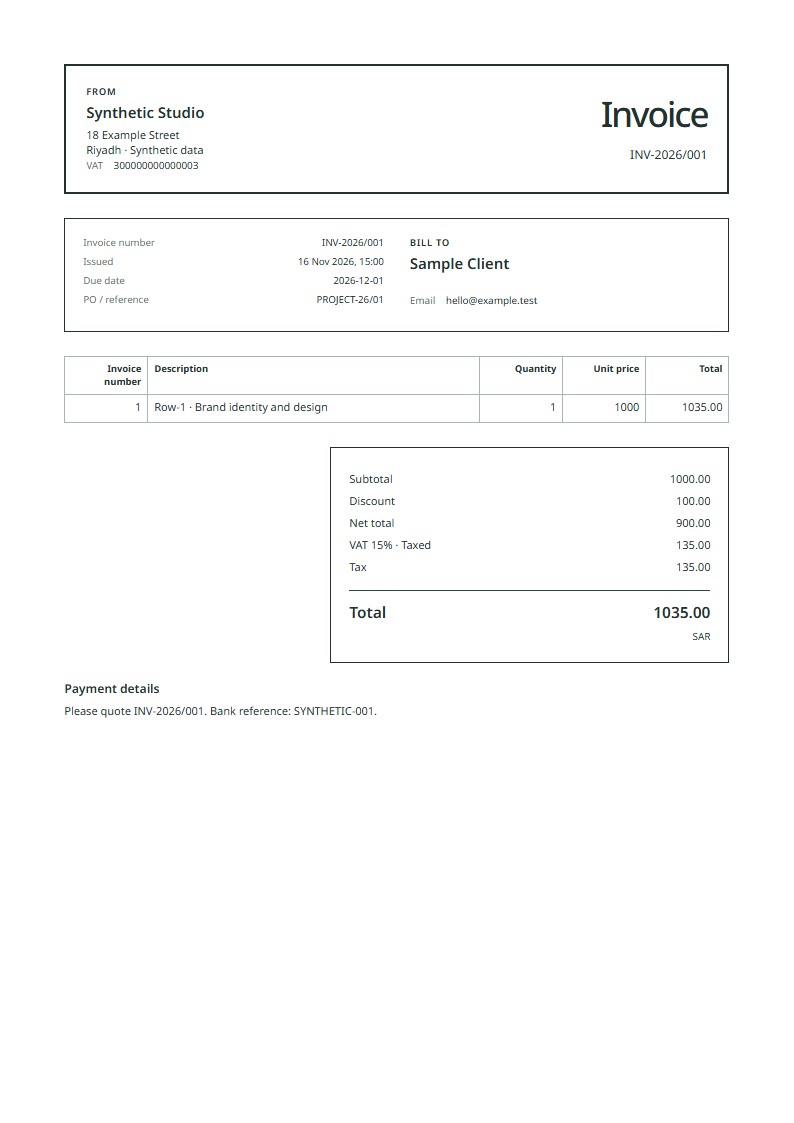 FROM
Synthetic Studio
18 Example Street
Riyadh · Synthetic data
VAT 300000000000003
Invoice
INV-2026/001
Invoice number INV-2026/001
Issued 16 Nov 2026, 15:00
Due date 2026-12-01
PO / reference PROJECT-26/01
BILL TO
Sample Client
Email hello@example.test
Invoice number Description Quantity Unit price Total
1 Row-1 · Brand identity and design 1 1000 1035.00
Subtotal 1000.00
Discount 100.00
Net total 900.00
VAT 15% · Taxed 135.00
Tax 135.00
Total 1035.00
SAR
Payment details
Please quote INV-2026/001. Bank reference: SYNTHETIC-001.